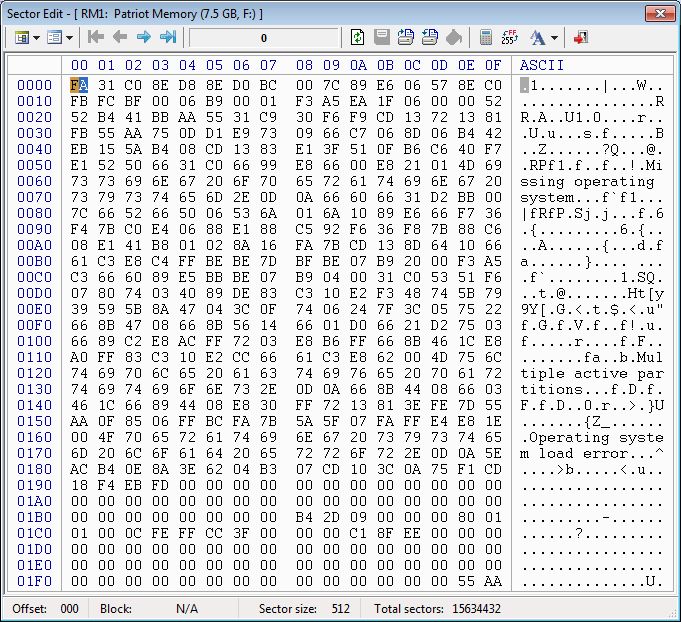 Sector Edit - [ RM1:  Patriot Memory (7.5 GB, F:) ]
0
00 01 02 03 04 05 06 07 08 09 0A 0B 0C 0D 0E 0F ASCII
0000 FA 31 C0 8E D8 8E D0 BC 00 7C 89 E6 06 57 8E C0 .1.......|...W..
0010 FB FC BF 00 06 B9 00 01 F3 A5 EA 1F 06 00 00 52 ...............R
0020 52 B4 41 BB AA 55 31 C9 30 F6 F9 CD 13 72 13 81 R.A..U1.0....r..
0030 FB 55 AA 75 0D D1 E9 73 09 66 C7 06 8D 06 B4 42 .U.u...s.f.....B
0040 EB 15 5A B4 08 CD 13 83 E1 3F 51 0F B6 C6 40 F7 ..Z......?Q...@.
0050 E1 52 50 66 31 C0 66 99 E8 66 00 E8 21 01 4D 69 .RPf1.f..f..!.Mi
0060 73 73 69 6E 67 20 6F 70 65 72 61 74 69 6E 67 20 ssing operating
0070 73 79 73 74 65 6D 2E 0D 0A 66 60 66 31 D2 BB 00 system...f`f1...
0080 7C 66 52 66 50 06 53 6A 01 6A 10 89 E6 66 F7 36 |fRfP.Sj.j...f.6
0090 F4 7B C0 E4 06 88 E1 88 C5 92 F6 36 F8 7B 88 C6 .{.........6.{..
00A0 08 E1 41 B8 01 02 8A 16 FA 7B CD 13 8D 64 10 66 ..A......{...d.f
00B0 61 C3 E8 C4 FF BE BE 7D BF BE 07 B9 20 00 F3 A5 a......}.... ...
00C0 C3 66 60 89 E5 BB BE 07 B9 04 00 31 C0 53 51 F6 .f`........1.SQ.
00D0 07 80 74 03 40 89 DE 83 C3 10 E2 F3 48 74 5B 79 ..t.@.......Ht[y
00E0 39 59 5B 8A 47 04 3C 0F 74 06 24 7F 3C 05 75 22 9Y[.G.<.t.$.<.u"
00F0 66 8B 47 08 66 8B 56 14 66 01 D0 66 21 D2 75 03 f.G.f.V.f..f!.u.
0100 66 89 C2 E8 AC FF 72 03 E8 B6 FF 66 8B 46 1C E8 f.....r....f.F..
0110 A0 FF 83 C3 10 E2 CC 66 61 C3 E8 62 00 4D 75 6C .......fa..b.Mul
0120 74 69 70 6C 65 20 61 63 74 69 76 65 20 70 61 72 tiple active par
0130 74 69 74 69 6F 6E 73 2E 0D 0A 66 8B 44 08 66 03 titions...f.D.f.
0140 46 1C 66 89 44 08 E8 30 FF 72 13 81 3E FE 7D 55 F.f.D..0.r..>.}U
0150 AA 0F 85 06 FF BC FA 7B 5A 5F 07 FA FF E4 E8 1E .......{Z_......
0160 00 4F 70 65 72 61 74 69 6E 67 20 73 79 73 74 65 .Operating syste
0170 6D 20 6C 6F 61 64 20 65 72 72 6F 72 2E 0D 0A 5E m load error...^
0180 AC B4 0E 8A 3E 62 04 B3 07 CD 10 3C 0A 75 F1 CD ....>b.....<.u..
0190 18 F4 EB FD 00 00 00 00 00 00 00 00 00 00 00 00 ................
01A0 00 00 00 00 00 00 00 00 00 00 00 00 00 00 00 00 ................
01B0 00 00 00 00 00 00 00 00 B4 2D 09 00 00 00 80 01 .........-......
01C0 01 00 0C FE FF CC 3F 00 00 00 C1 8F EE 00 00 00 ......?.........
01D0 00 00 00 00 00 00 00 00 00 00 00 00 00 00 00 00 ................
01E0 00 00 00 00 00 00 00 00 00 00 00 00 00 00 00 00 ................
01F0 00 00 00 00 00 00 00 00 00 00 00 00 00 00 55 AA ..............U.
Offset: 000 Block: N/A Sector size: 512 Total sectors: 15634432